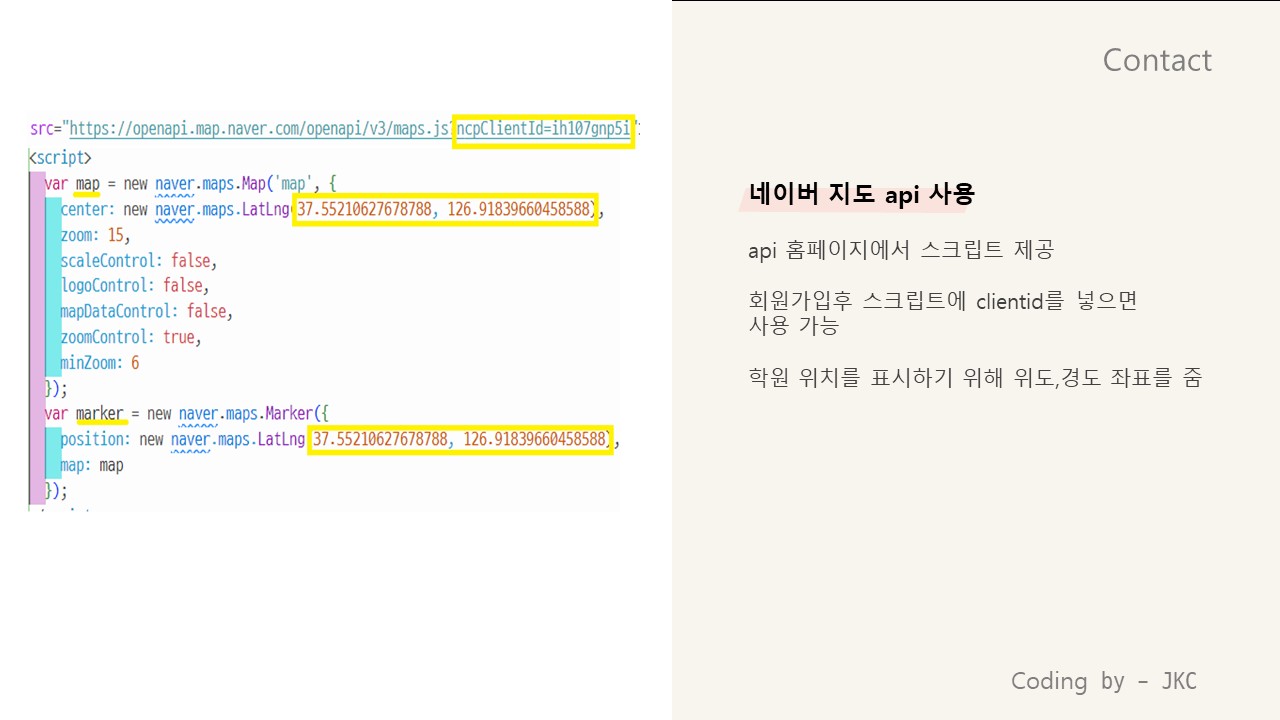 src="https://openapi.map.naver.com/openapi/v3/maps.js?ncpClientId=ih107gnp5i"
<script>
var map = new naver.maps.Map('map', {
center: new naver.maps.LatLng(37.55210627678788, 126.91839660458588),
zoom: 15,
scaleControl: false,
logoControl: false,
mapDataControl: false,
zoomControl: true,
minZoom: 6
});
var marker = new naver.maps.Marker({
position: new naver.maps.LatLng(37.55210627678788, 126.91839660458588),
map: map
});
Contact
네이버 지도 api 사용
api 홈페이지에서 스크립트 제공
회원가입후 스크립트에 clientid를 넣으면
사용 가능
학원 위치를 표시하기 위해 위도,경도 좌표를 줌
Coding by - JKC